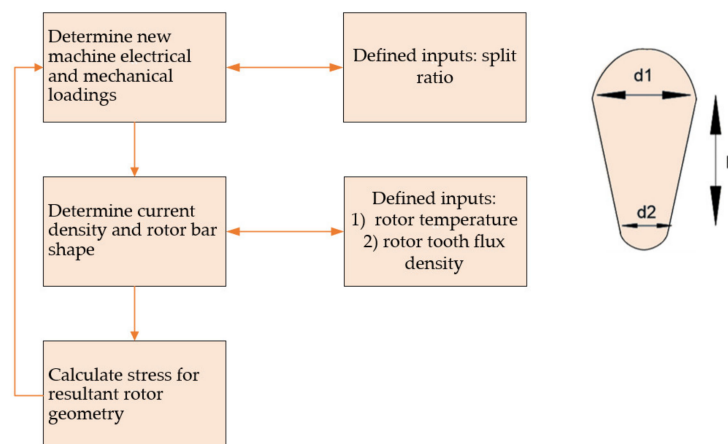 Determine new
machine electrical
and mechanical
loadings
Defined inputs: split
ratio
Determine current
density and rotor bar
shape
Defined inputs:
1) rotor temperature
2) rotor tooth flux
density
Calculate stress for
resultant rotor
geometry
d1
d2